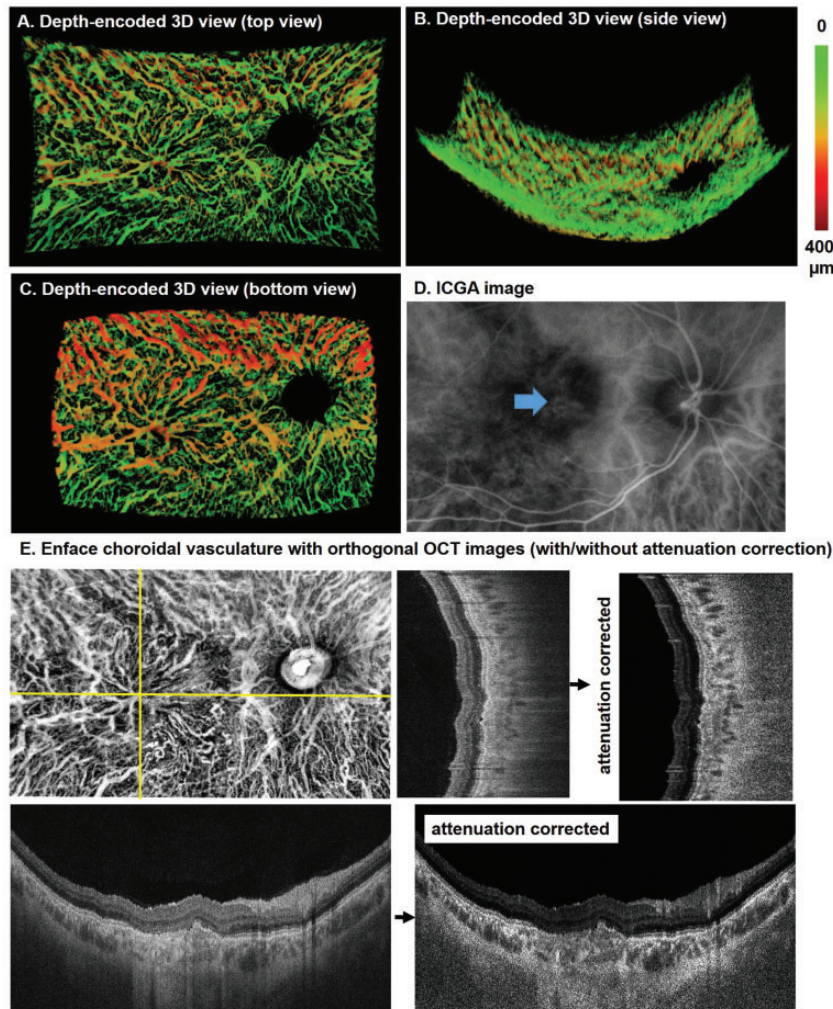 A. Depth-encoded 3D view (top view)
B. Depth-encoded 3D view (side view)
0
400
µm
C. Depth-encoded 3D view (bottom view)
D. ICGA image
E. Enface choroidal vasculature with orthogonal OCT images (with/without attenuation correction)
attenuation corrected
attenuation corrected